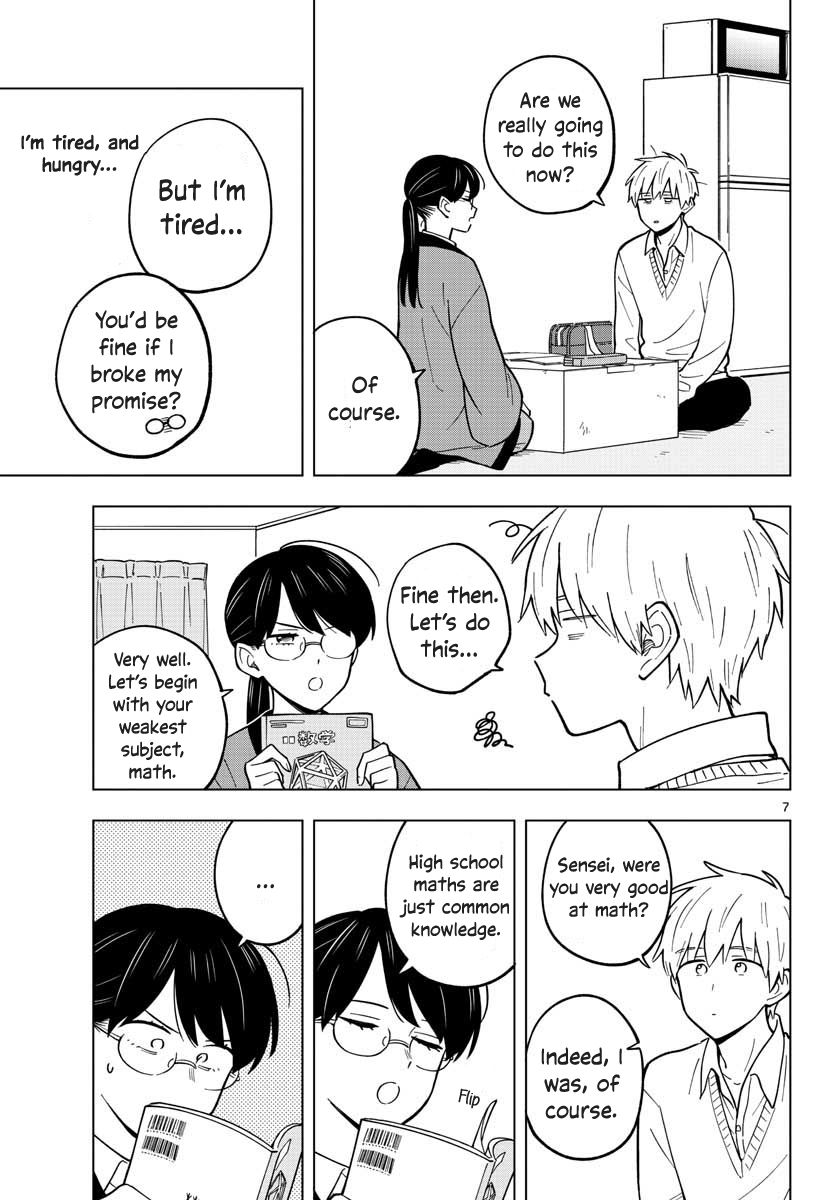 Are we
really going
to do this
now?
Of
course.
But I'm
tired...
I'm tired, and
hungry...
You'd be
fine if I
broke my
promise?
Fine then.
Let's do
this...
Very well.
Let's begin
with your
weakest
subject,
math.
数学
7
Sensei, were
you very good
at math?
Indeed, I
was, of
course.
High school
maths are
just common
knowledge.
Flip
...